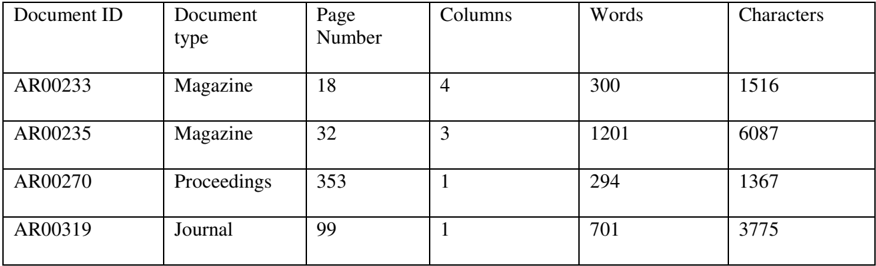 Document ID Document type Page Number Columns Words Characters
AR00233 Magazine 18 4 300 1516
AR00235 Magazine 32 3 1201 6087
AR00270 Proceedings 353 1 294 1367
AR00319 Journal 99 1 701 3775